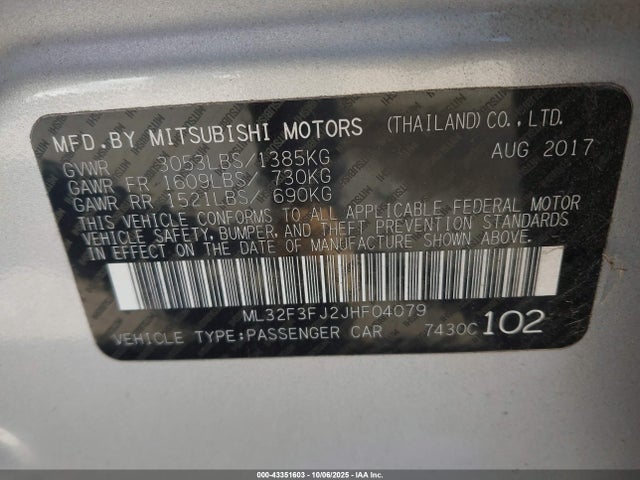 MFD. BY MITSUBISHI MOTORS (THAILAND) CO., LTD.
GVWR 3053LBS/1385KG AUG 2017
GAWR FR 1609LBS/ 730KG
GAWR RR 1521LBS/ 690KG
THIS VEHICLE CONFORMS TO ALL APPLICABLE FEDERAL MOTOR
VEHICLE SAFETY, BUMPER, AND THEFT PREVENTION STANDARDS
IN EFFECT ON THE DATE OF MANUFACTURE SHOWN ABOVE.
ML32F3FJ2JHF04079
VEHICLE TYPE:PASSENGER CAR 7430C 102
000-43351603 - 10/06/2025 - IAA Inc.